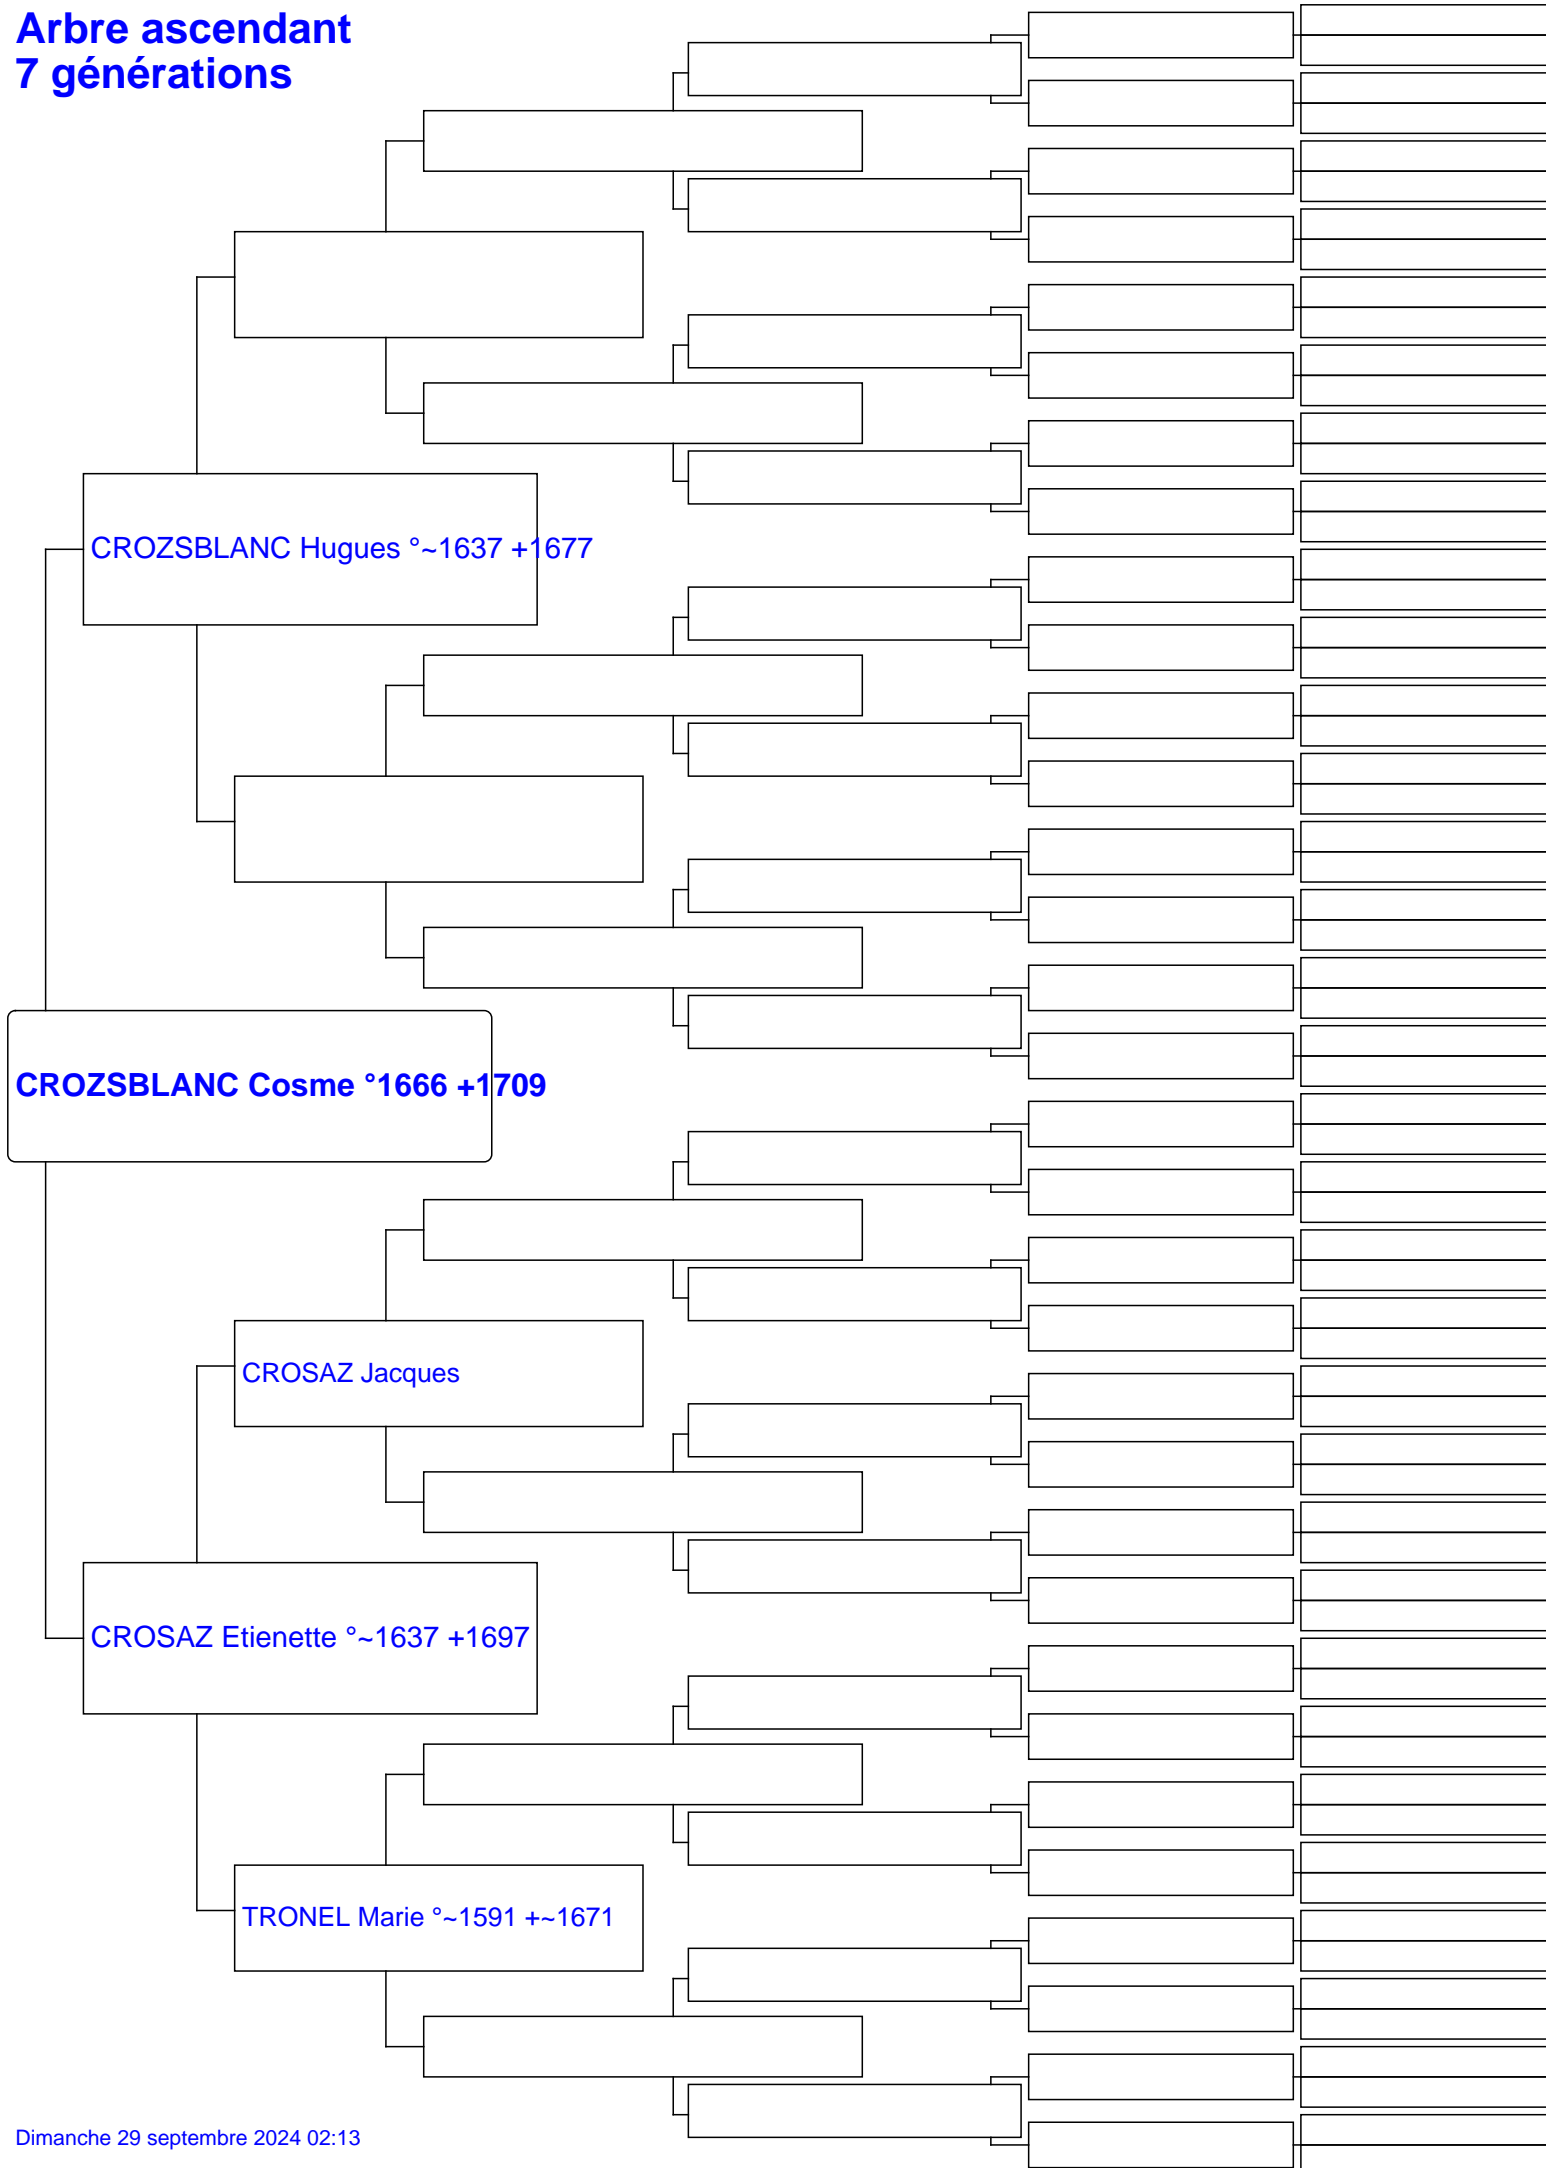 Arbre ascendant
7 générations
CROZSBLANC Hugues °~1637 +1677
CROZSBLANC Cosme °1666 +1709
CROSAZ Jacques
CROSAZ Etienette °~1637 +1697
TRONEL Marie °~1591 +~1671
Dimanche 29 septembre 2024 02:13